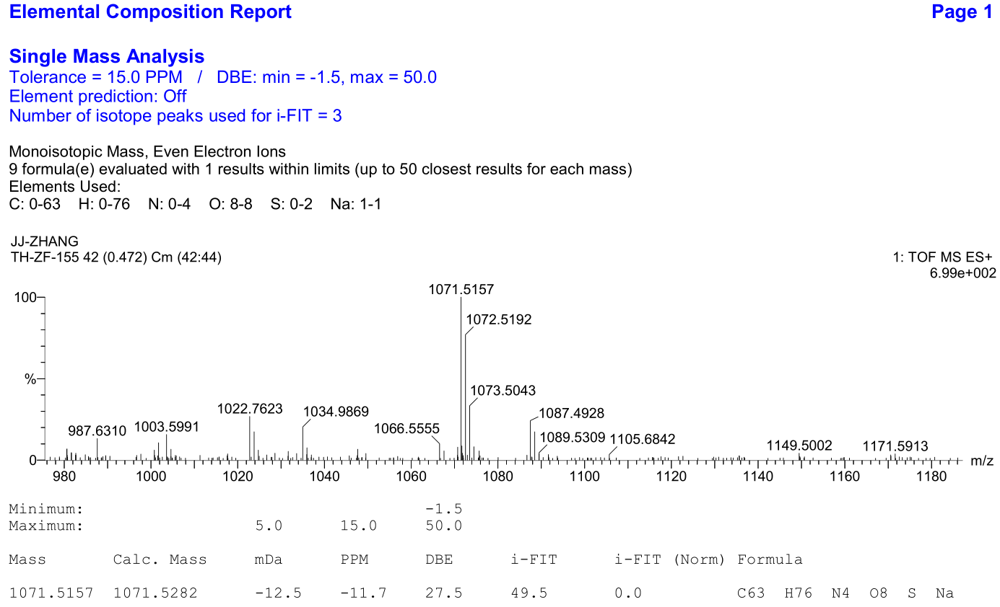 Elemental Composition Report Page 1
Single Mass Analysis
Tolerance = 15.0 PPM / DBE: min = -1.5, max = 50.0
Element prediction: Off
Number of isotope peaks used for i-FIT = 3
Monoisotopic Mass, Even Electron Ions
9 formula(e) evaluated with 1 results within limits (up to 50 closest results for each mass)
Elements Used:
C: 0-63 H: 0-76 N: 0-4 O: 8-8 S: 0-2 Na: 1-1
JJ-ZHANG
TH-ZF-155 42 (0.472) Cm (42:44) 1: TOF MS ES+
6.99e+002
100 1071.5157
1072.5192
%
1073.5043
1022.7623 1034.9869 1087.4928
987.6310 1003.5991 1066.5555 1089.5309 1105.6842 1149.5002 1171.5913
0 m/z
980 1000 1020 1040 1060 1080 1100 1120 1140 1160 1180
Minimum: -1.5
Maximum: 5.0 15.0 50.0
Mass Calc. Mass mDa PPM DBE i-FIT i-FIT (Norm) Formula
1071.5157 1071.5282 -12.5 -11.7 27.5 49.5 0.0 C63 H76 N4 O8 S Na